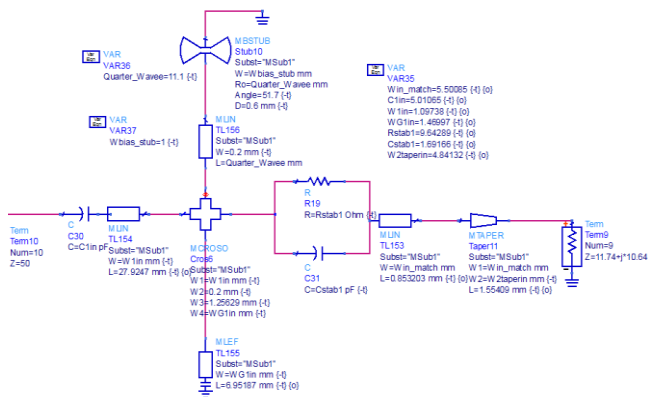 MBSTUB
Stub10
Subst="MSub1"
W=Wbias_stub mm
Ro=Quarter_Wavee mm
Angle=51.7 {-t}
D=0.6 mm {-t}
Var
Eqn
VAR
VAR36
Quarter_Wavee=11.1 {-t}
Var
Eqn
VAR
VAR35
Win_match=5.50085 {-t} {o}
C1in=5.01065 {-t} {o}
W1in=1.09738 {-t} {o}
WG1in=1.46997 {-t} {o}
Rstab1=9.64289 {-t} {o}
Cstab1=1.69166 {-t} {o}
W2taperin=4.84132 {-t} {o}
Var
Eqn
VAR
VAR37
Wbias_stub=1 {-t}
MLIN
TL156
Subst="MSub1"
W=0.2 mm {-t}
L=Quarter_Wavee mm
R
R19
R=Rstab1 Ohm {-t}
Term
Term10
Num=10
Z=50
C
C30
C=C1in pF
MLIN
TL154
Subst="MSub1"
W=W1in mm {-t}
L=27.9247 mm {-t} {o}
MCROSO
Cros6
Subst="MSub1"
W1=W1in mm {-t}
W2=0.2 mm {-t}
W3=1.25629 mm {-t}
W4=WG1in mm {-t}
C
C31
C=Cstab1 pF {-t}
MLIN
TL153
Subst="MSub1"
W=Win_match mm
L=0.853203 mm {-t} {o}
MTAPER
Taper11
Subst="MSub1"
W1=Win_match mm
W2=W2taperin mm
L=1.55409 mm {-t} {o}
Term
Term9
Num=9
Z=11.74+j*10.64
MLEF
TL155
Subst="MSub1"
W=WG1in mm {-t}
L=6.95187 mm {-t} {o}